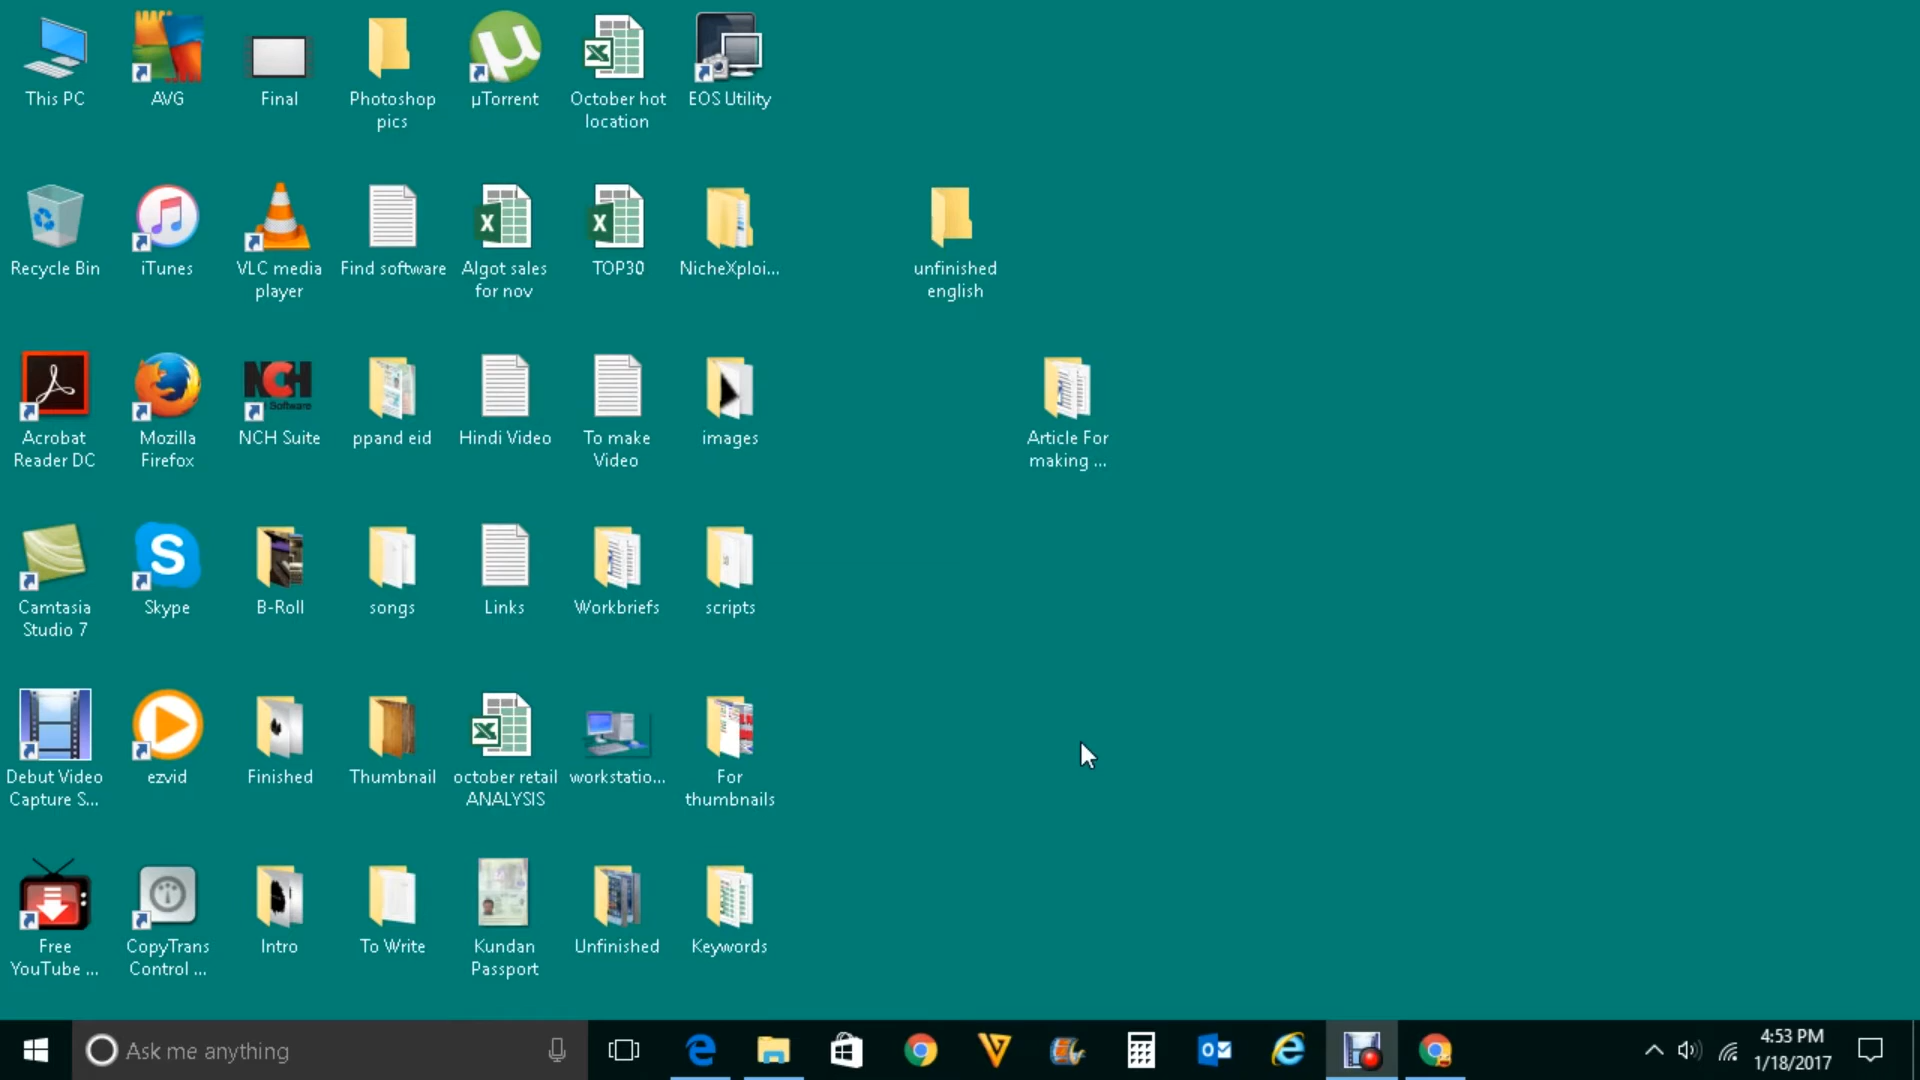 This PC
AVG
Final
Photoshop
pics
µTorrent
October hot
location
EOS Utility
Recycle Bin
iTunes
VLC media
player
Find software
Algot sales
for nov
TOP30
NicheXploi...
unfinished
english
Acrobat
Reader DC
Mozilla
Firefox
NCH
Software
NCH Suite
ppand eid
Hindi Video
To make
Video
images
Article For
making ...
Camtasia
Studio 7
Skype
B-Roll
songs
Links
Workbriefs
scripts
Debut Video
Capture S...
ezvid
Finished
Thumbnail
october retail
ANALYSIS
workstatio...
For
thumbnails
Free
YouTube ...
CopyTrans
Control ...
Intro
To Write
Kundan
Passport
Unfinished
Keywords
Ask me anything
4:53 PM
1/18/2017